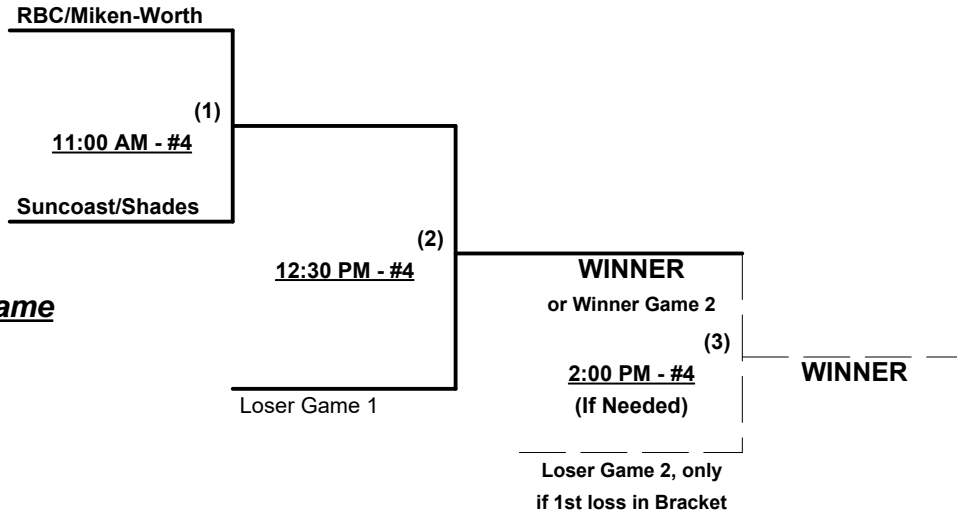 RBC/Miken-Worth
(1)
11:00 AM - #4
Suncoast/Shades
(2)
12:30 PM - #4
WINNER
or Winner Game 2
(3)
2:00 PM - #4
WINNER
(If Needed)
Loser Game 1
Loser Game 2, only
if 1st loss in Bracket